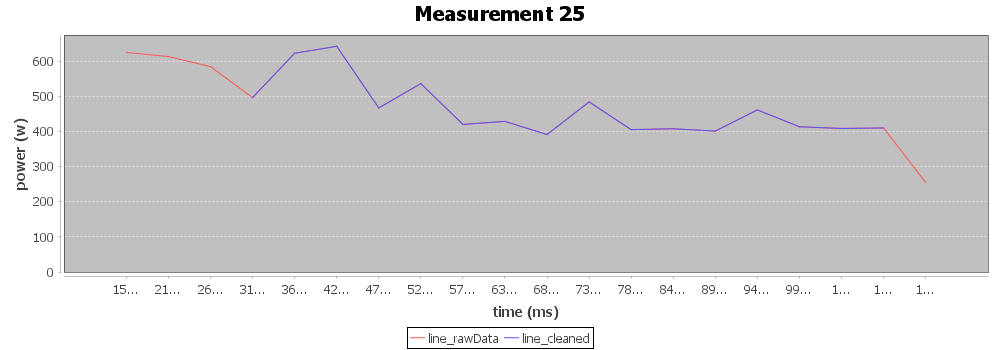 Measurement 25
power (w)
600
500
400
300
200
100
0
15... 21... 26... 31... 36... 42... 47... 52... 57... 63... 68... 73... 78... 84... 89... 94... 99... 1... 1... 1...
time (ms)
line_rawData line_cleaned